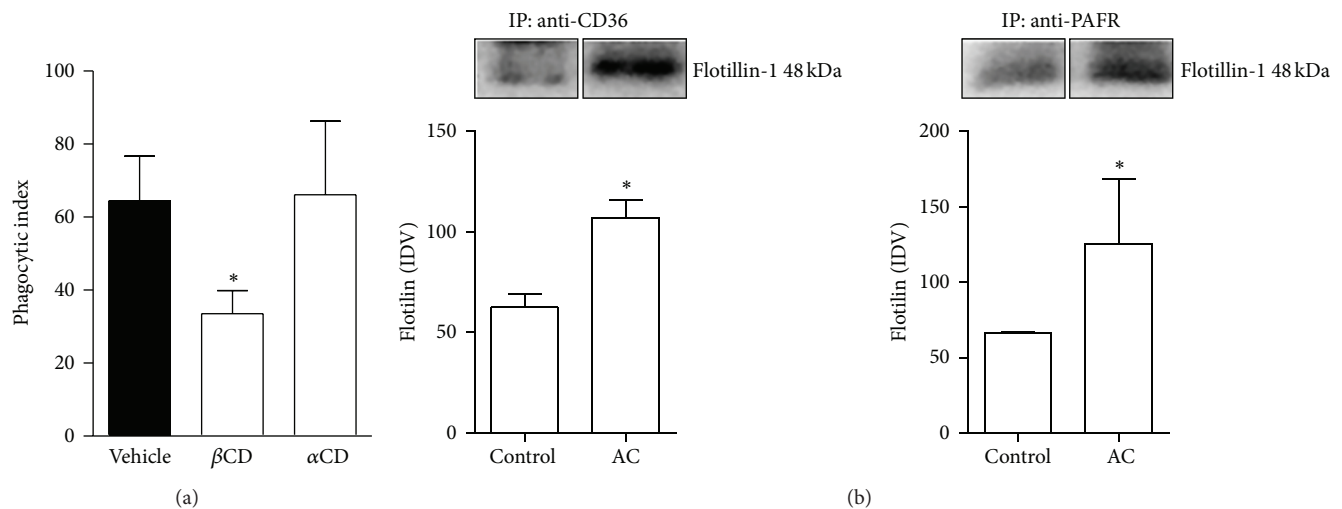 100
80
60
40
20
0
Phagocytic index
*
Vehicle
βCD
αCD
(a)
IP: anti-CD36
Flotillin-1 48 kDa
150
100
50
0
Flotilin (IDV)
*
Control
AC
IP: anti-PAFR
Flotillin-1 48 kDa
200
150
100
50
0
Flotilin (IDV)
*
Control
AC
(b)